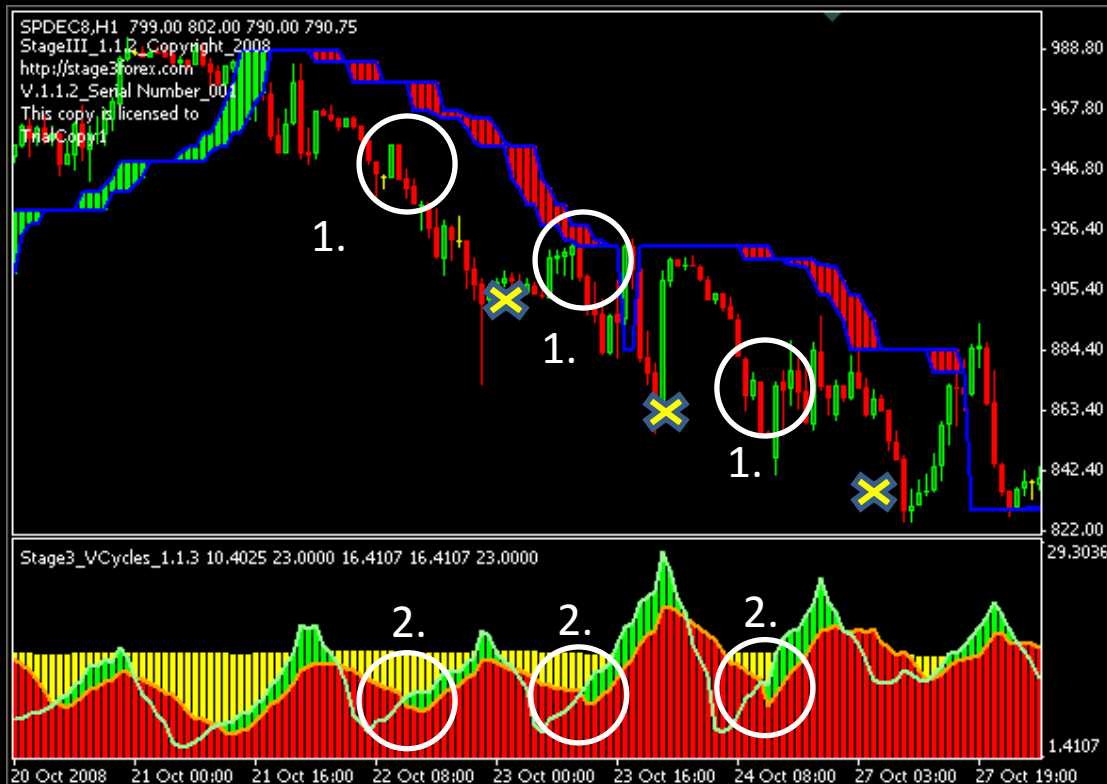 SPDEC8,H1 799.00 802.00 790.00 790.75
StageIII_1.1.2_Copyright_2008
http://stage3forex.com
V.1.1.2_Serial Number_001
This copy is licensed to
TrialCopy1
988.80
967.80
946.80
926.40
905.40
884.40
863.40
842.40
822.00
1.
1.
1.
Stage3_VCycles_1.1.3 10.4025 23.0000 16.4107 16.4107 23.0000
29.3036
2.
2.
2.
1.4107
20 Oct 2008
21 Oct 00:00
21 Oct 16:00
22 Oct 08:00
23 Oct 00:00
23 Oct 16:00
24 Oct 08:00
27 Oct 03:00
27 Oct 19:00